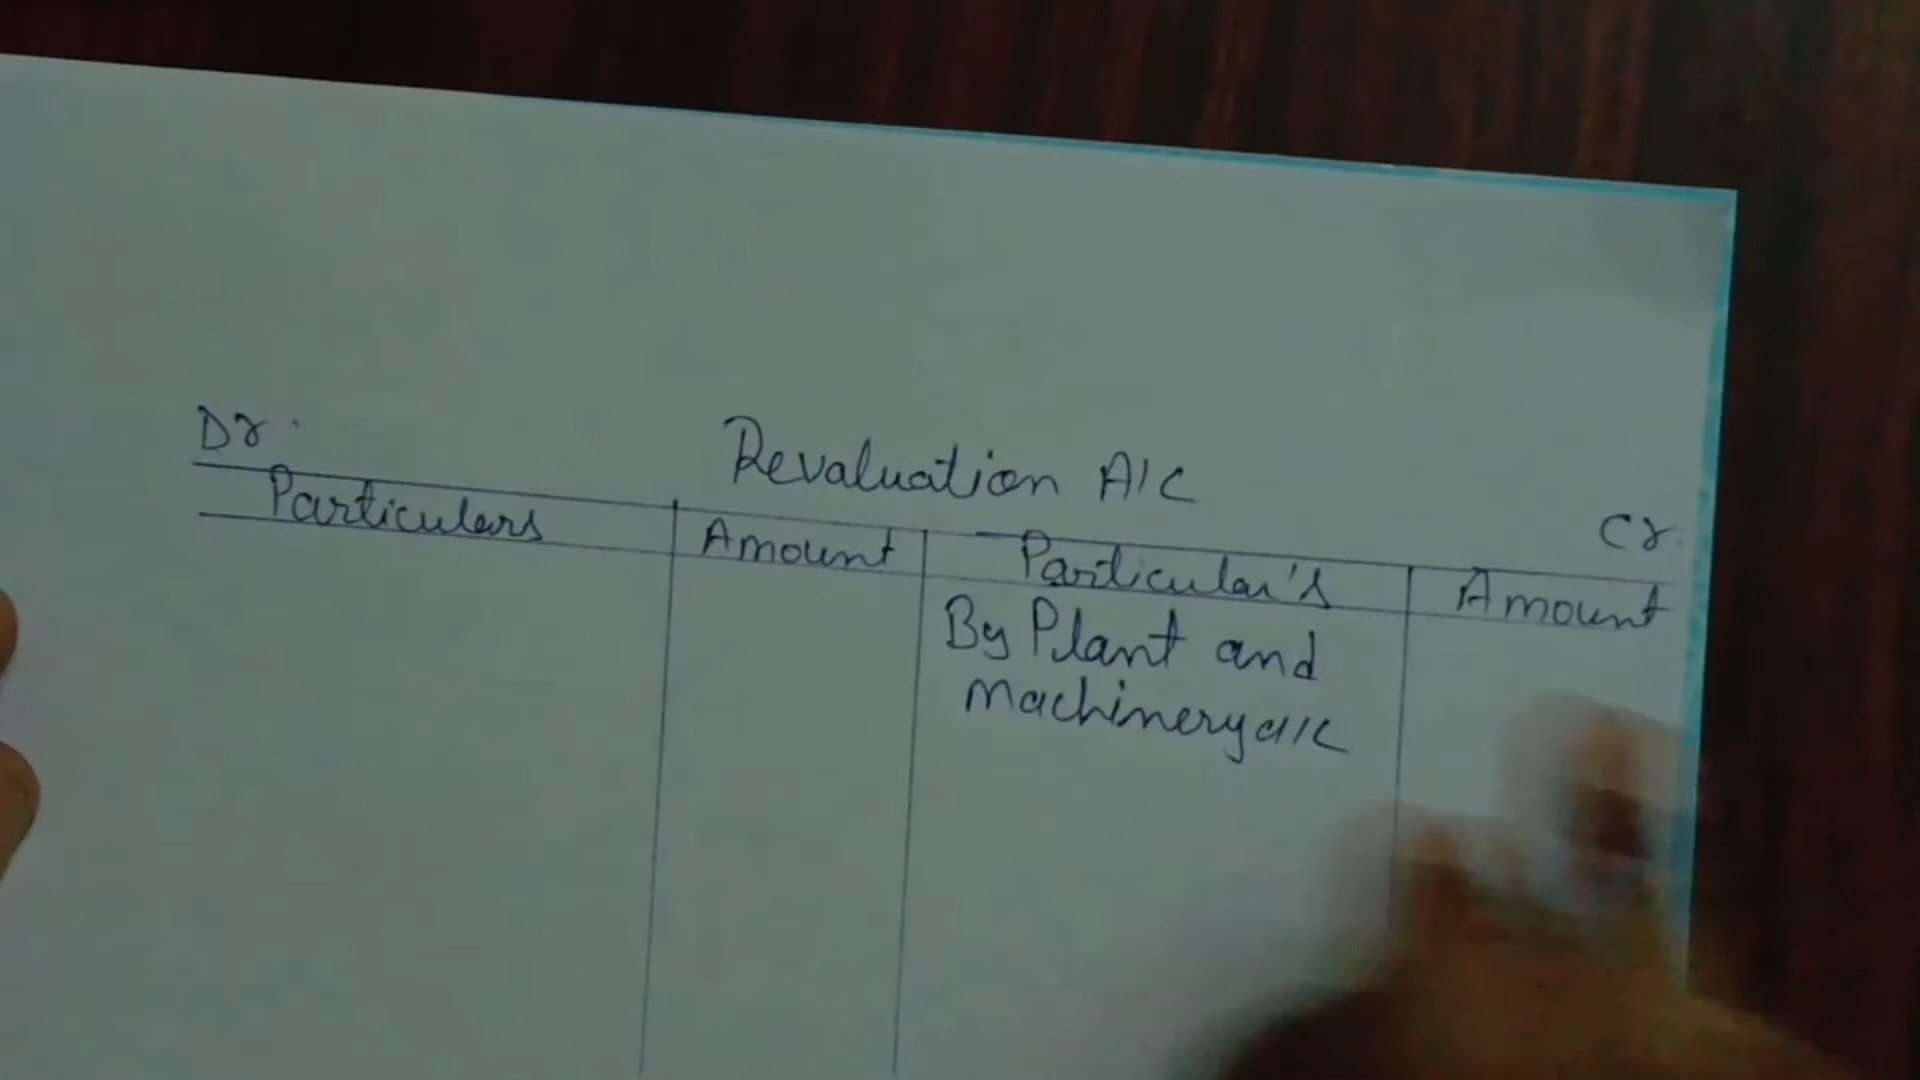 Dr.
Revaluation A/C
Cr.
Particulars Amount Particular's Amount
By Plant and
machinery a/c